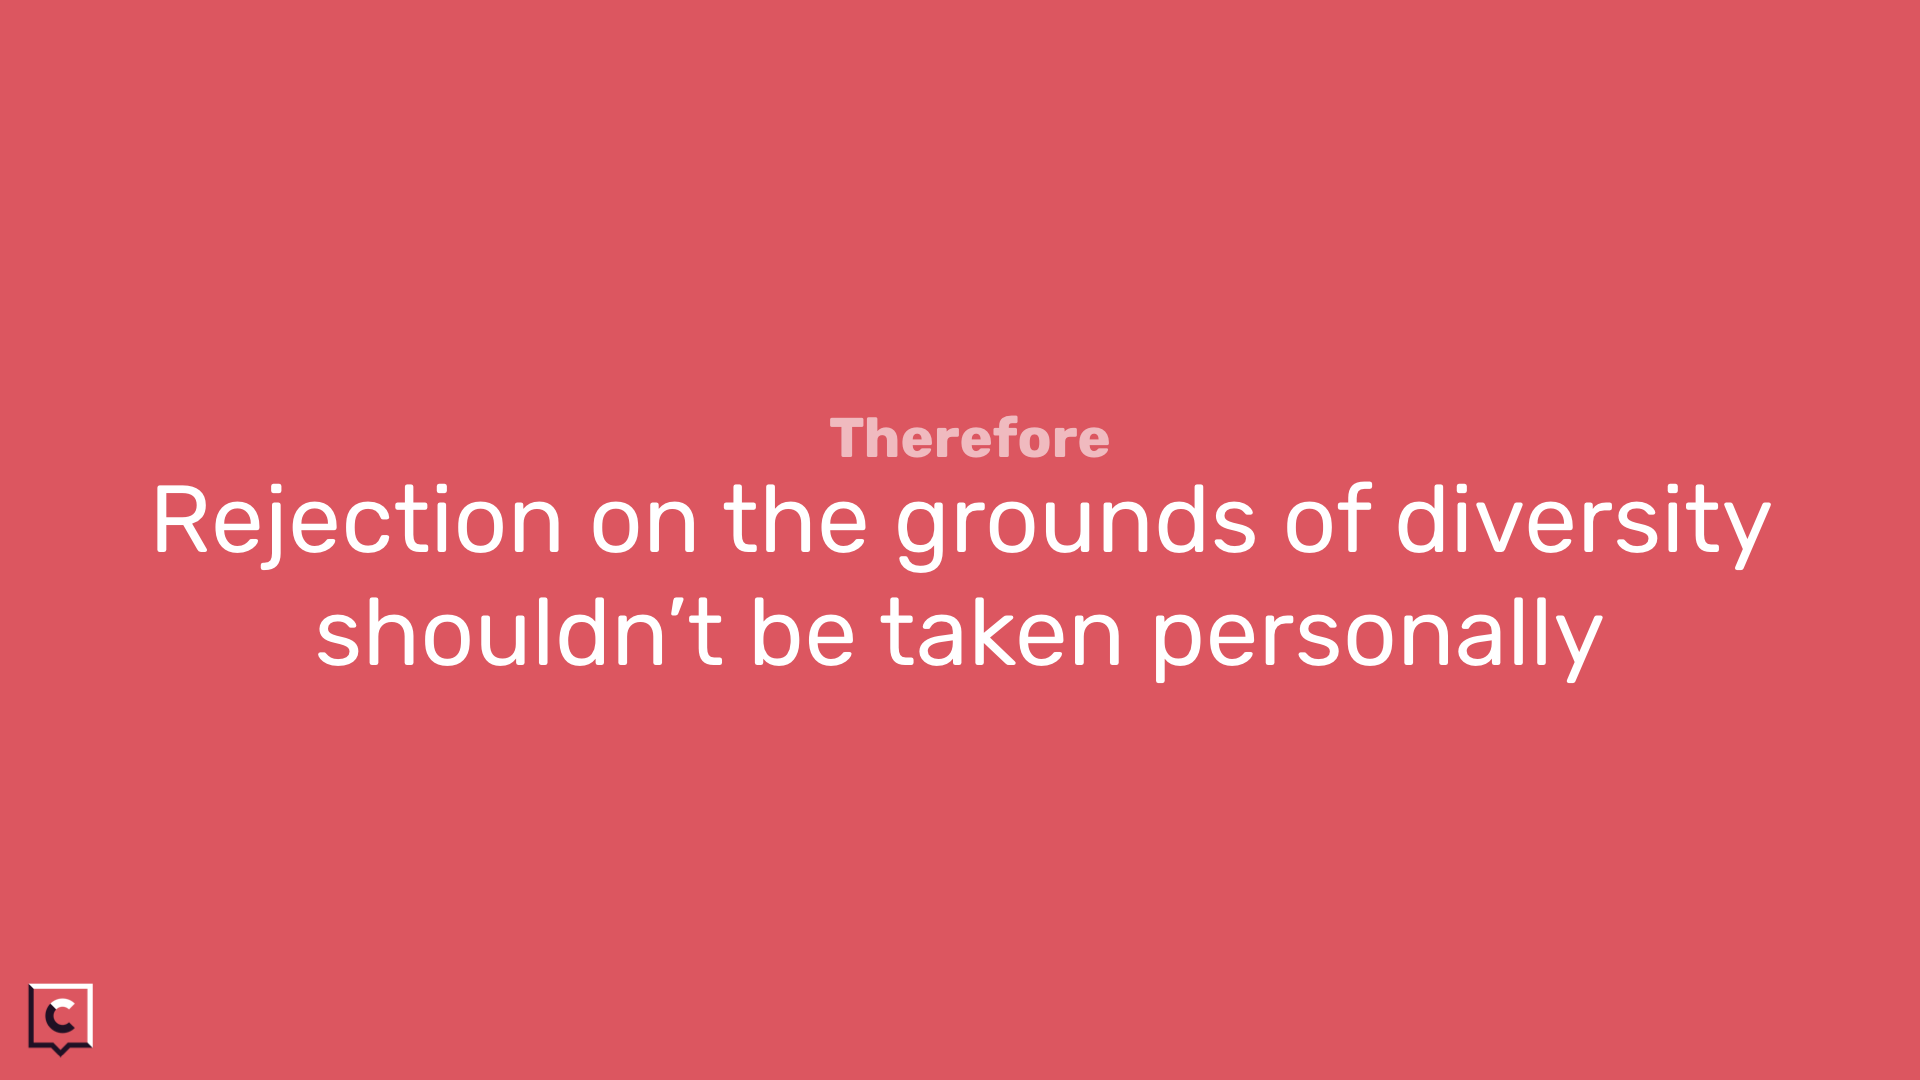 Therefore
Rejection on the grounds of diversity
shouldn’t be taken personally
C